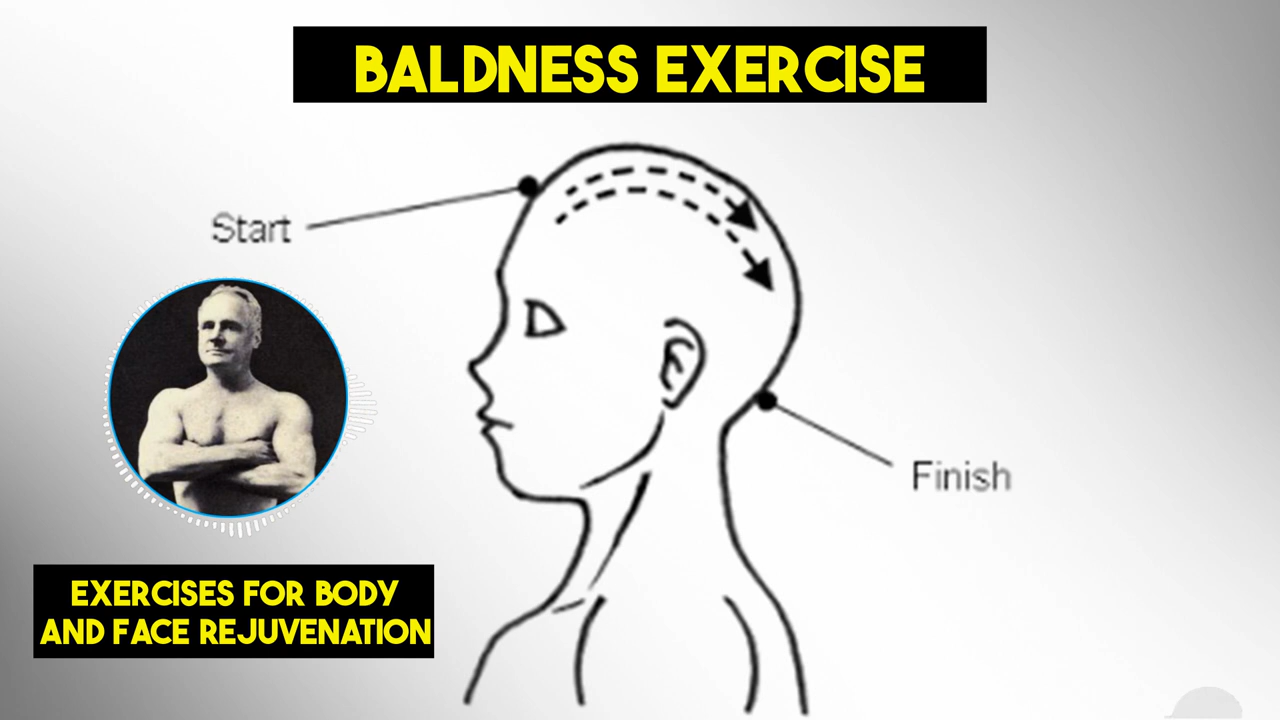 BALDNESS EXERCISE
Start
Finish
EXERCISES FOR BODY
AND FACE REJUVENATION